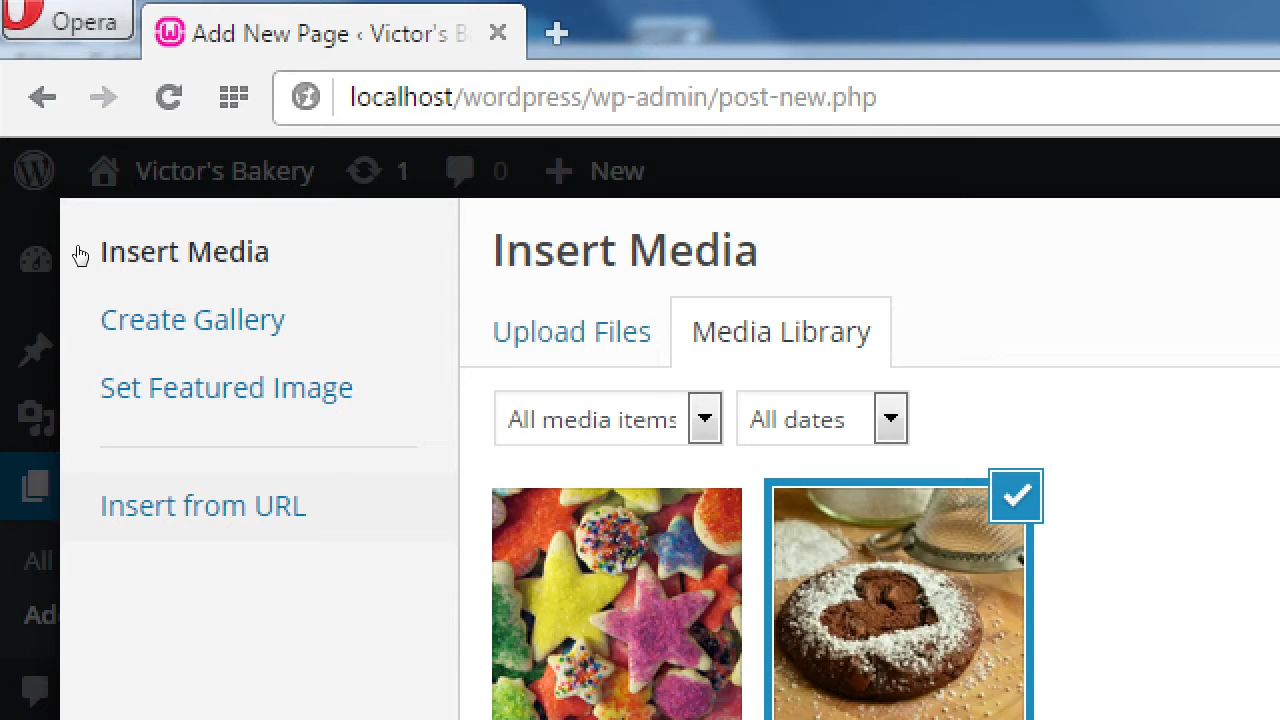 Opera
Add New Page ‹ Victor's B
localhost/wordpress/wp-admin/post-new.php
Victor's Bakery 1 0 New
Insert Media
Create Gallery
Set Featured Image
Insert from URL
Insert Media
Upload Files Media Library
All media items All dates
All
Ad